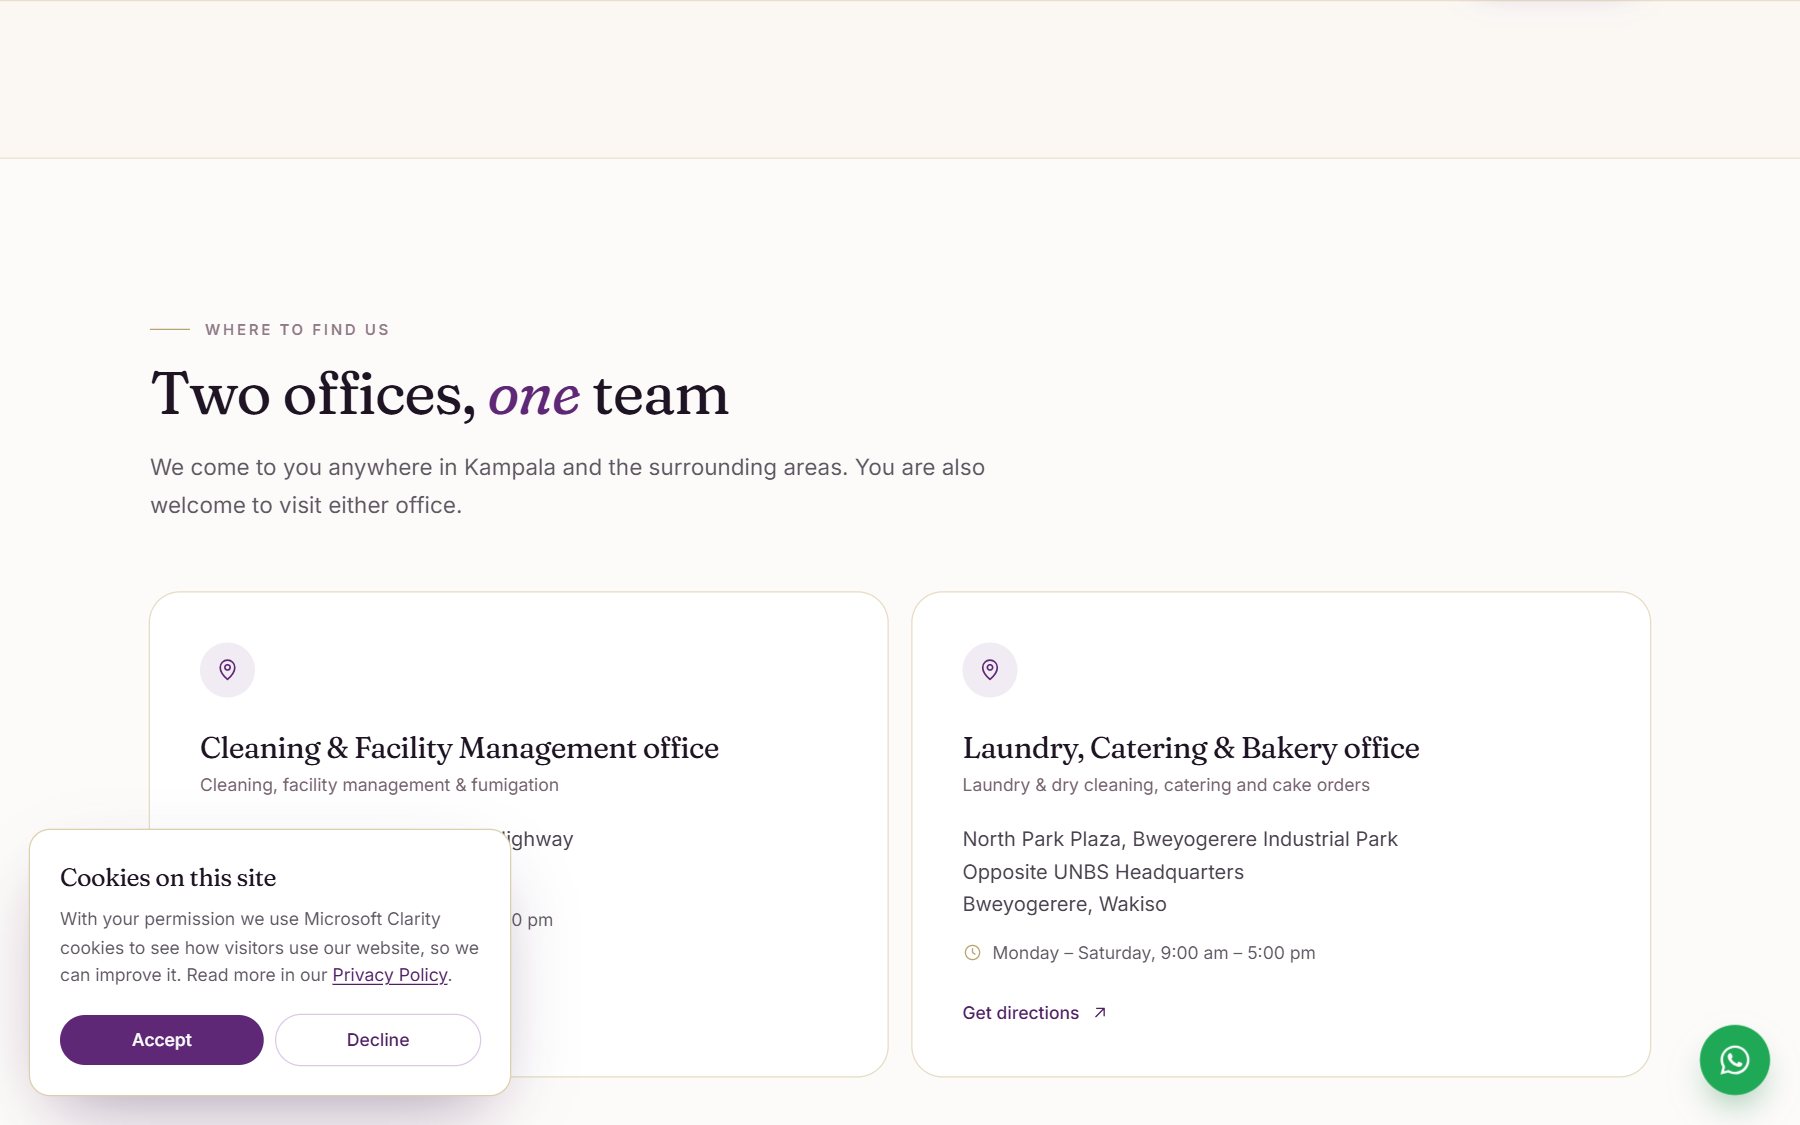 WHERE TO FIND US
Two offices, one team
We come to you anywhere in Kampala and the surrounding areas. You are also
welcome to visit either office.
Cleaning & Facility Management office
Cleaning, facility management & fumigation
Laundry, Catering & Bakery office
Laundry & dry cleaning, catering and cake orders
North Park Plaza, Bweyogerere Industrial Park
Opposite UNBS Headquarters
Bweyogerere, Wakiso
Monday – Saturday, 9:00 am – 5:00 pm
Get directions
0 pm
Cookies on this site
With your permission we use Microsoft Clarity
cookies to see how visitors use our website, so we
can improve it. Read more in our Privacy Policy.
Accept
Decline